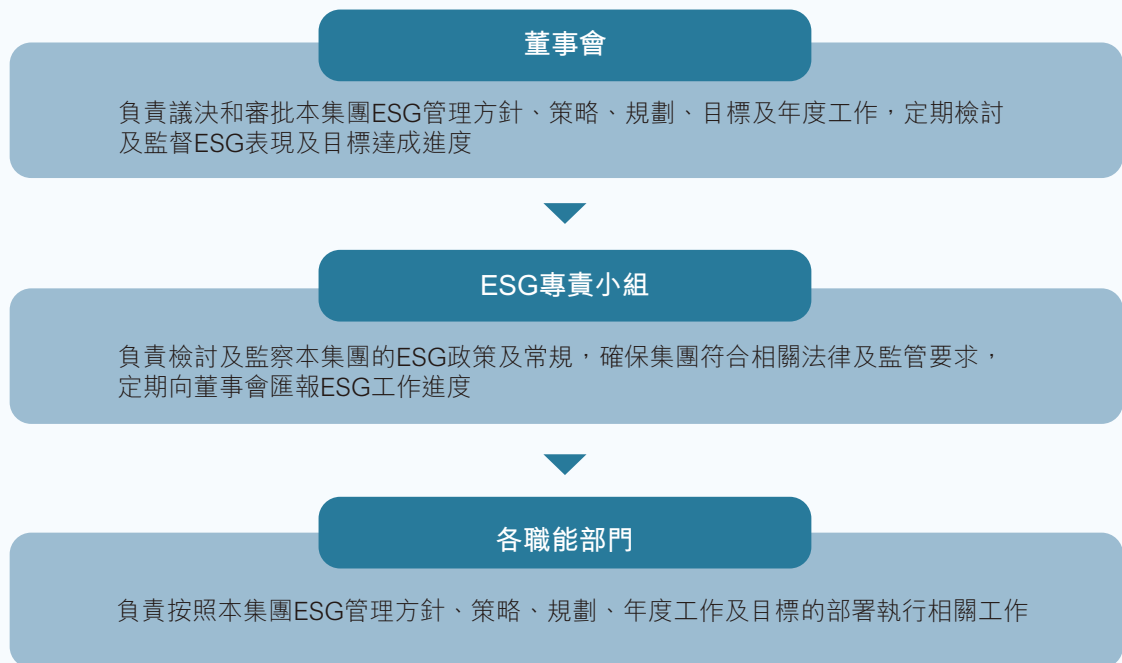 董事會
負責議決和審批本集團ESG管理方針、策略、規劃、目標及年度工作，定期檢討
及監督ESG表現及目標達成進度
ESG專責小組
負責檢討及監察本集團的ESG政策及常規，確保集團符合相關法律及監管要求，
定期向董事會匯報ESG工作進度
各職能部門
負責按照本集團ESG管理方針、策略、規劃、年度工作及目標的部署執行相關工作